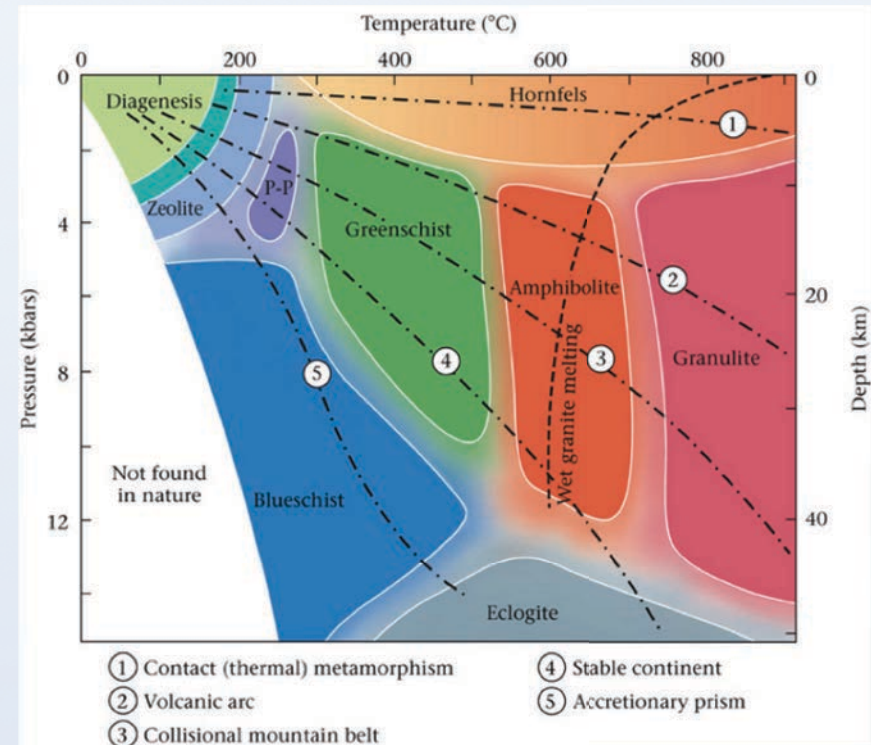 Temperature (°C)
0 200 400 600 800
0
4
8
12
Pressure (kbars)
0
20
40
Depth (km)
Diagenesis
Hornfels
1
Zeolite
P-P
Greenschist
Amphibolite
2
Granulite
3
4
5
Wet granite melting
Not found
in nature
Blueschist
Eclogite
1 Contact (thermal) metamorphism
2 Volcanic arc
3 Collisional mountain belt
4 Stable continent
5 Accretionary prism